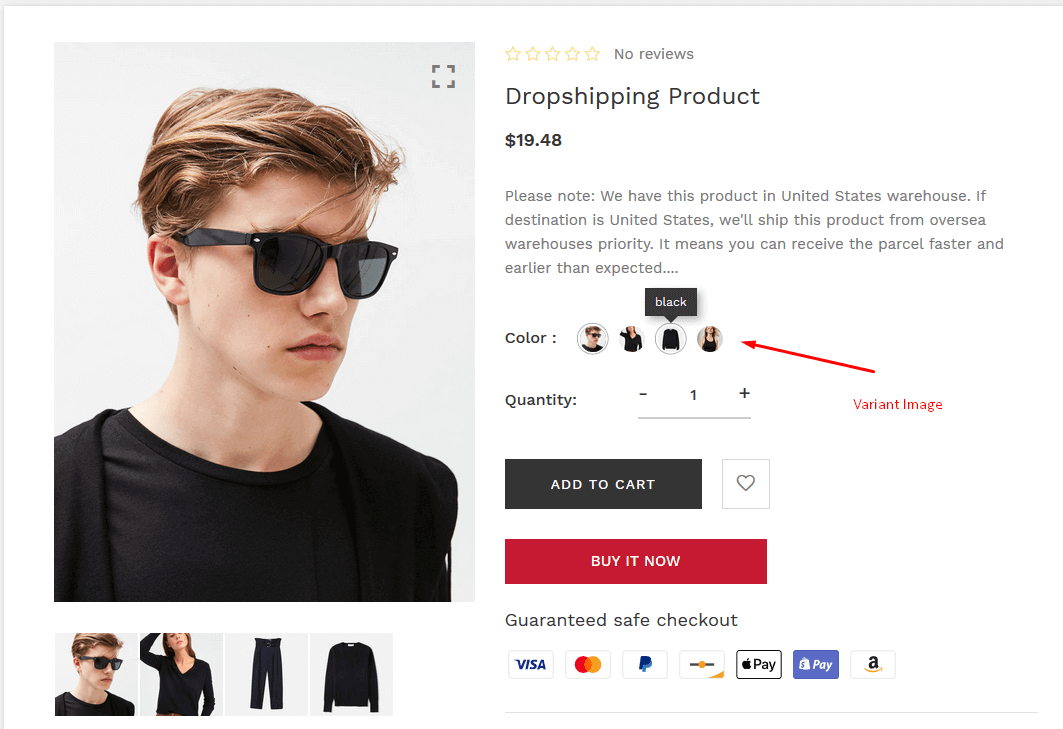 No reviews
Dropshipping Product
$19.48
Please note: We have this product in United States warehouse. If
destination is United States, we'll ship this product from oversea
warehouses priority. It means you can receive the parcel faster and
earlier than expected....
black
Color :
Quantity:
- 1 +
Variant Image
ADD TO CART
BUY IT NOW
Guaranteed safe checkout
VISA
Pay
Pay
a